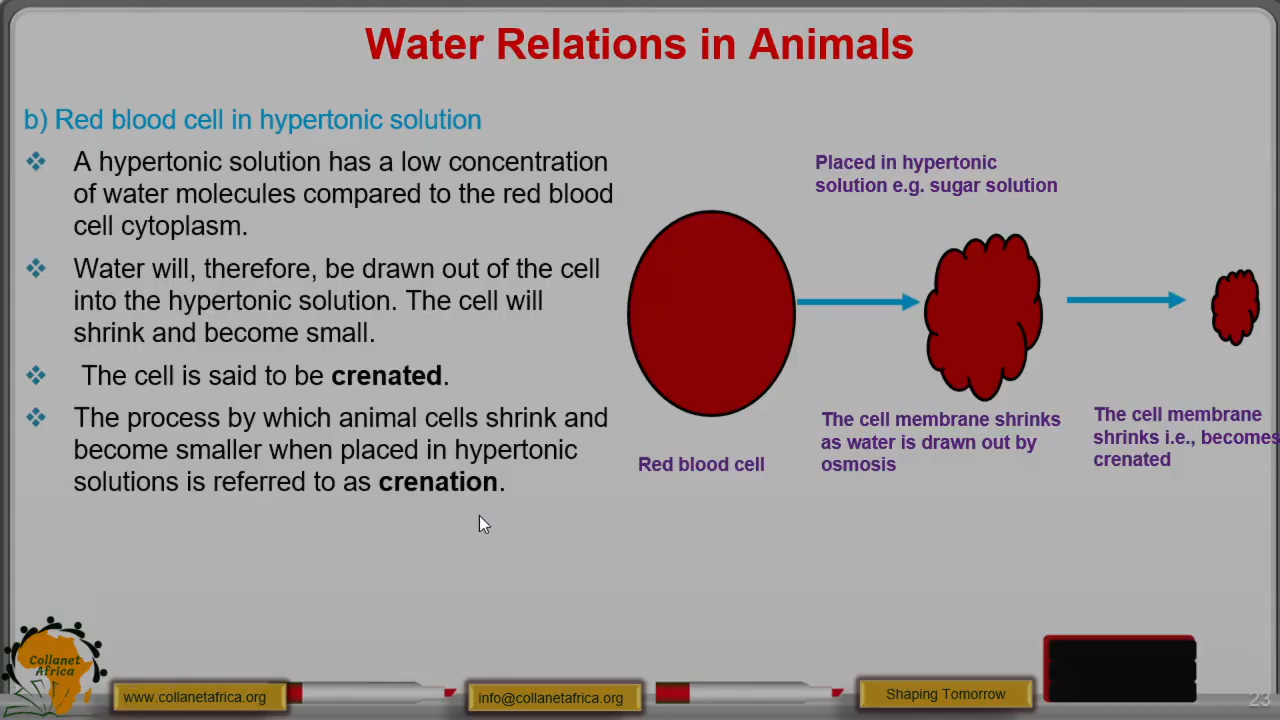 Water Relations in Animals
b) Red blood cell in hypertonic solution
A hypertonic solution has a low concentration
of water molecules compared to the red blood
cell cytoplasm.
Water will, therefore, be drawn out of the cell
into the hypertonic solution. The cell will
shrink and become small.
The cell is said to be crenated.
The process by which animal cells shrink and
become smaller when placed in hypertonic
solutions is referred to as crenation.
Placed in hypertonic
solution e.g. sugar solution
Red blood cell
The cell membrane shrinks
as water is drawn out by
osmosis
The cell membrane
shrinks i.e., becomes
crenated
Collanet
Africa
www.collanetafrica.org
info@collanetafrica.org
Shaping Tomorrow
23